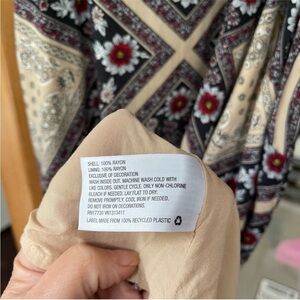 SHELL: 100% RAYON
LINING: 100% RAYON
EXCLUSIVE OF DECORATION
WASH INSIDE OUT. MACHINE WASH COLD WITH
LIKE COLORS. GENTLE CYCLE. ONLY NON-CHLORINE
BLEACH IF NEEDED. LAY FLAT TO DRY.
REMOVE PROMPTLY. COOL IRON IF NEEDED.
DO NOT IRON ON DECORATIONS.
RN17730 VN1313411
LABEL MADE FROM 100% RECYCLED PLASTIC